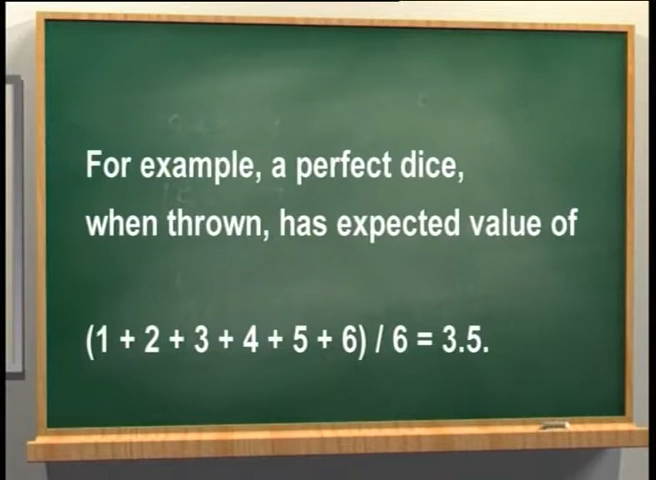 For example, a perfect dice,
when thrown, has expected value of
(1 + 2 + 3 + 4 + 5 + 6) / 6 = 3.5.